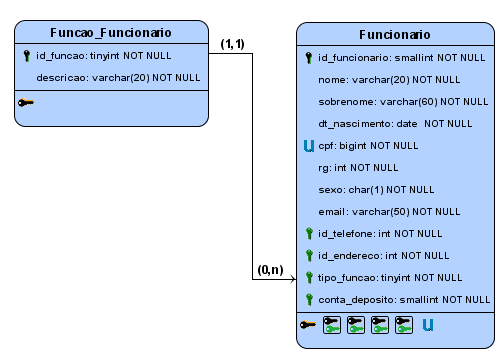 Funcao_Funcionario
id_funcao: tinyint NOT NULL
descricao: varchar(20) NOT NULL
(1,1)
(0,n)
Funcionario
id_funcionario: smallint NOT NULL
nome: varchar(20) NOT NULL
sobrenome: varchar(60) NOT NULL
dt_nascimento: date NOT NULL
U cpf: bigint NOT NULL
rg: int NOT NULL
sexo: char(1) NOT NULL
email: varchar(50) NOT NULL
id_telefone: int NOT NULL
id_endereco: int NOT NULL
tipo_funcao: tinyint NOT NULL
conta_deposito: smallint NOT NULL
U